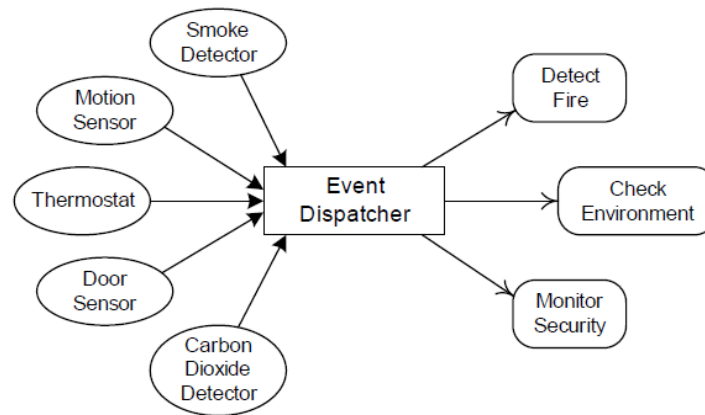 Smoke
Detector
Motion
Sensor
Thermostat
Door
Sensor
Carbon
Dioxide
Detector
Event
Dispatcher
Detect
Fire
Check
Environment
Monitor
Security